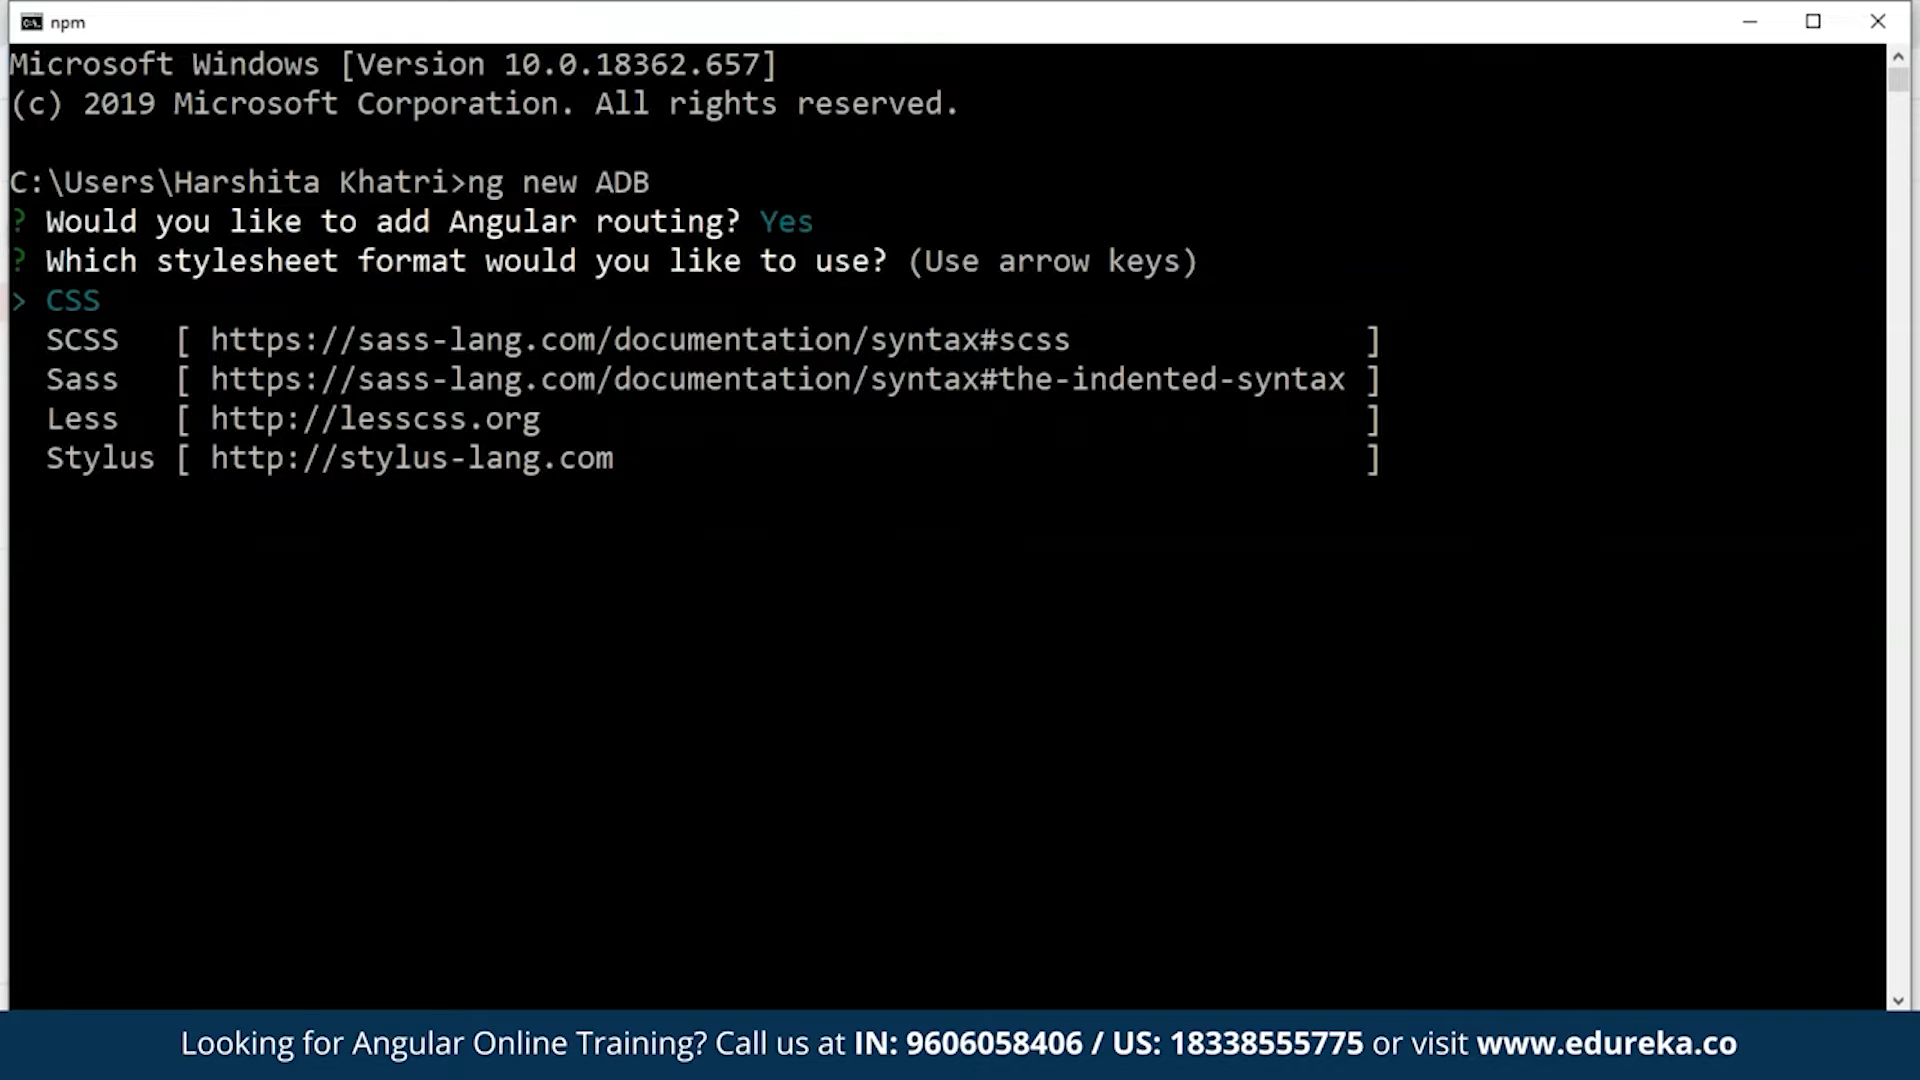 npm
Microsoft Windows [Version 10.0.18362.657]
(c) 2019 Microsoft Corporation. All rights reserved.
C:\Users\Harshita Khatri>ng new ADB
? Would you like to add Angular routing? Yes
? Which stylesheet format would you like to use? (Use arrow keys)
> CSS
SCSS [ https://sass-lang.com/documentation/syntax#scss ]
Sass [ https://sass-lang.com/documentation/syntax#the-indented-syntax ]
Less [ http://lesscss.org ]
Stylus [ http://stylus-lang.com ]
Looking for Angular Online Training? Call us at IN: 9606058406 / US: 18338555775 or visit www.edureka.co